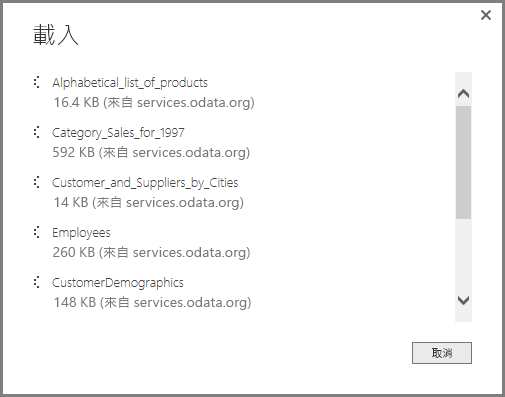 載入
Alphabetical_list_of_products
16.4 KB (來自 services.odata.org)
Category_Sales_for_1997
592 KB (來自 services.odata.org)
Customer_and_Suppliers_by_Cities
14 KB (來自 services.odata.org)
Employees
260 KB (來自 services.odata.org)
CustomerDemographics
148 KB (來自 services.odata.org)
取消